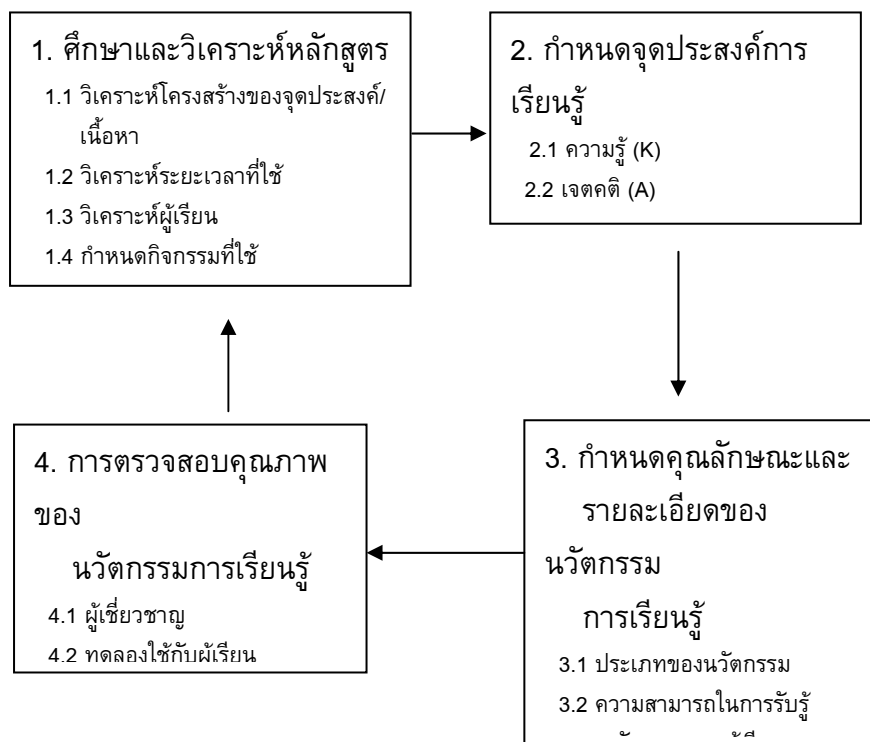 1. ศึกษาและวิเคราะห์หลักสูตร
1.1 วิเคราะห์โครงสร้างของจุดประสงค์/
เนื้อหา
1.2 วิเคราะห์ระยะเวลาที่ใช้
1.3 วิเคราะห์ผู้เรียน
1.4 กำหนดกิจกรรมที่ใช้
2. กำหนดจุดประสงค์การ
เรียนรู้
2.1 ความรู้ (K)
2.2 เจตคติ (A)
3. กำหนดคุณลักษณะและ
รายละเอียดของ
นวัตกรรม
การเรียนรู้
3.1 ประเภทของนวัตกรรม
3.2 ความสามารถในการรับรู้
4. การตรวจสอบคุณภาพ
ของ
นวัตกรรมการเรียนรู้
4.1 ผู้เชี่ยวชาญ
4.2 ทดลองใช้กับผู้เรียน